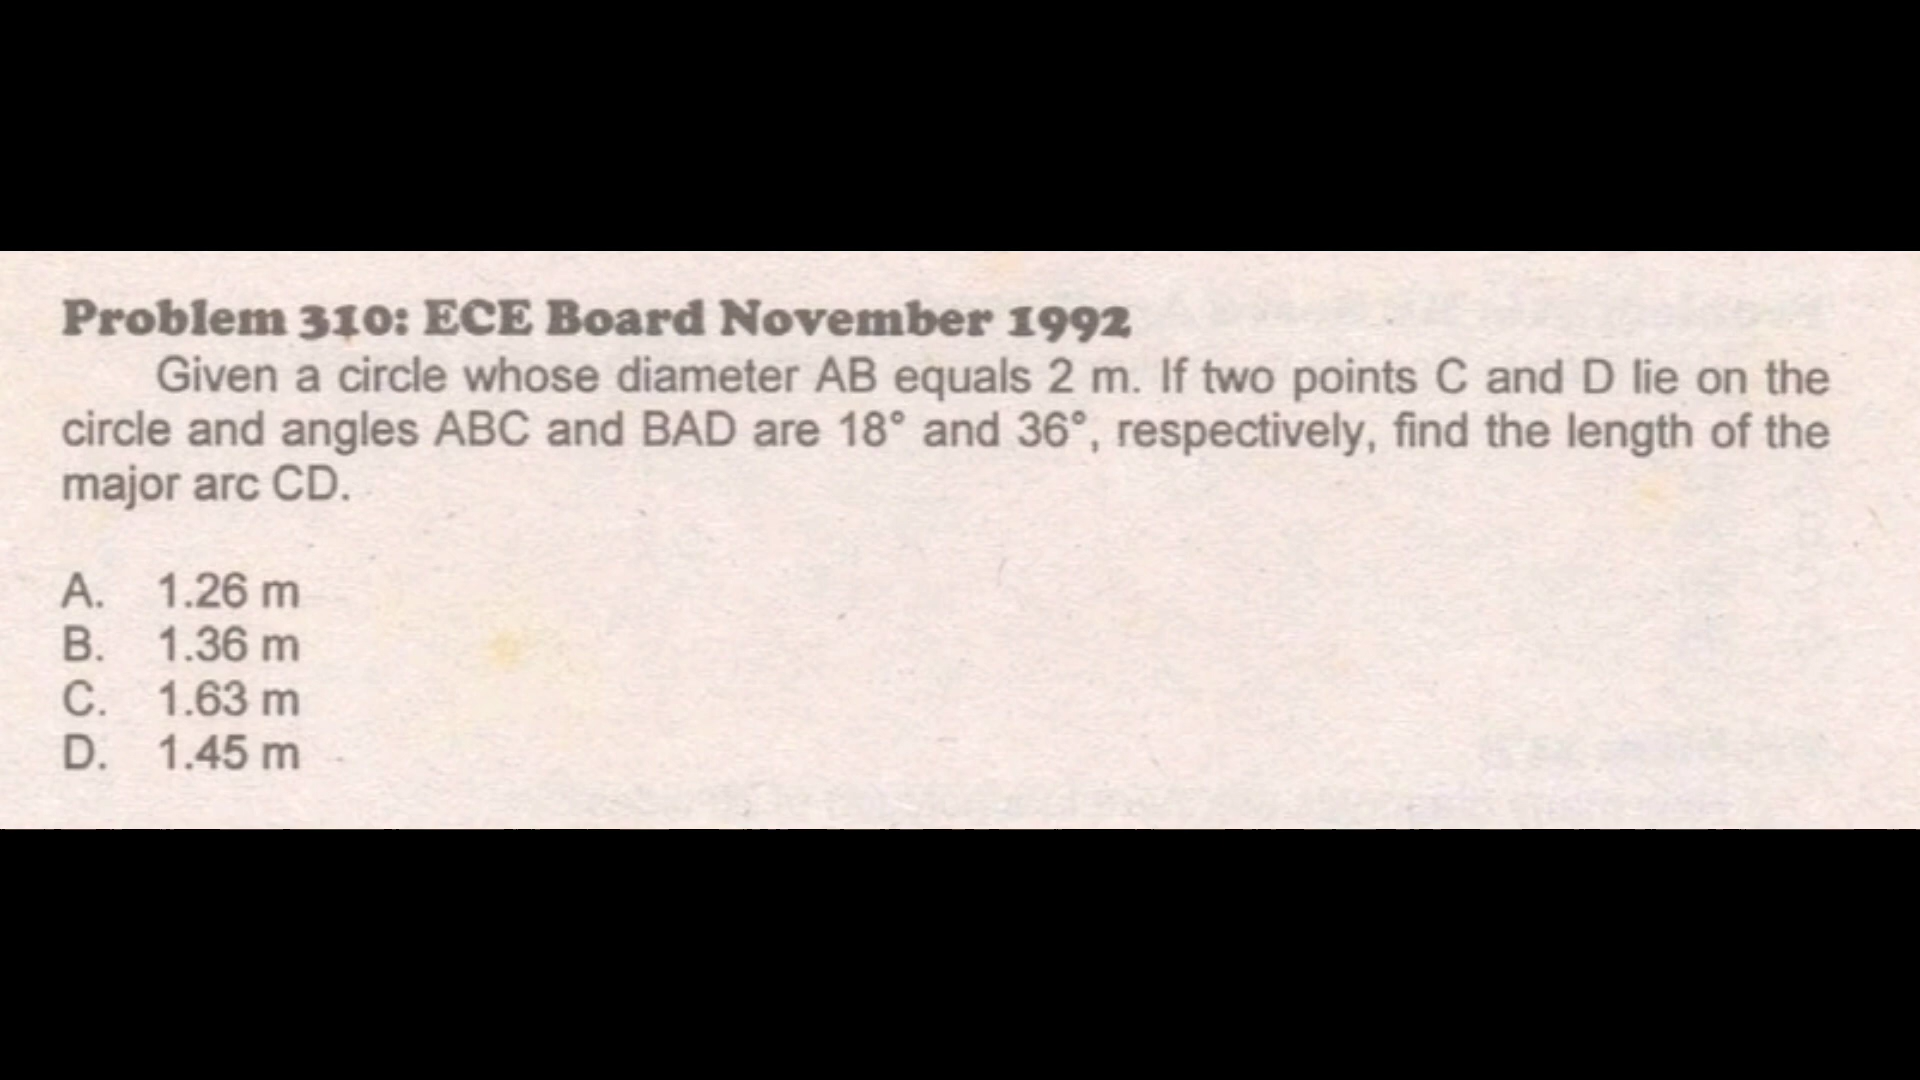 Problem 310: ECE Board November 1992
Given a circle whose diameter AB equals 2 m. If two points C and D lie on the
circle and angles ABC and BAD are 18° and 36°, respectively, find the length of the
major arc CD.
A. 1.26 m
B. 1.36 m
C. 1.63 m
D. 1.45 m